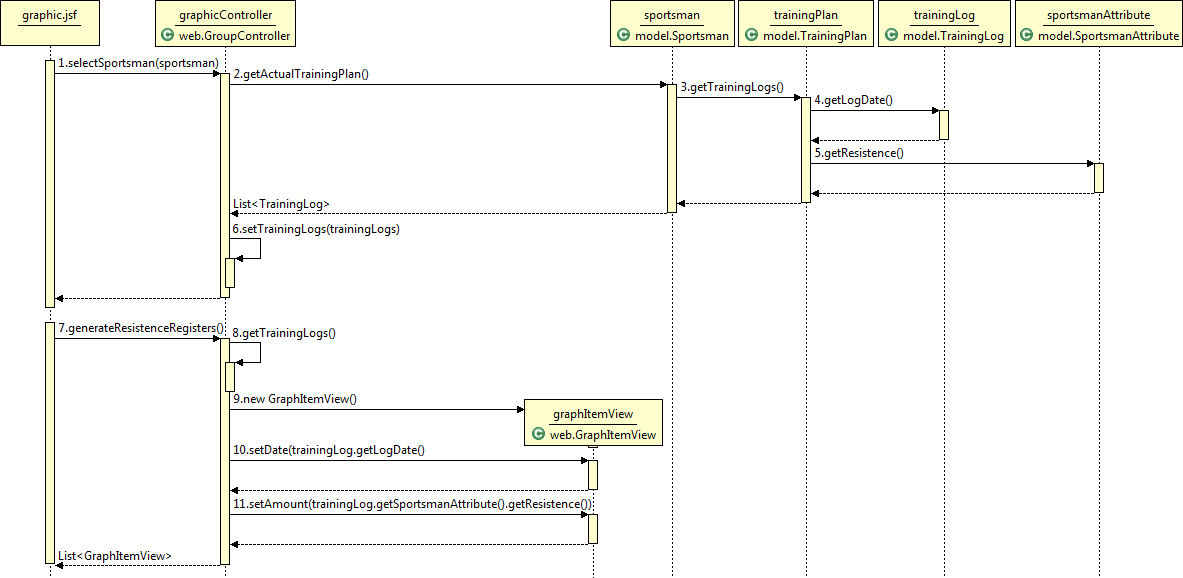 graphic.jsf
graphicController
web.GroupController
sportsman
model.Sportsman
trainingPlan
model.TrainingPlan
trainingLog
model.TrainingLog
sportsmanAttribute
model.SportsmanAttribute
1.selectSportsman(sportsman)
2.getActualTrainingPlan()
3.getTrainingLogs()
4.getLogDate()
5.getResistence()
List<TrainingLog>
6.setTrainingLogs(trainingLogs)
7.generateResistenceRegisters()
8.getTrainingLogs()
9.new GraphItemView()
graphItemView
web.GraphItemView
10.setDate(trainingLog.getLogDate()
11.setAmount(trainingLog.getSportsmanAttribute().getResistence())
List<GraphItemView>